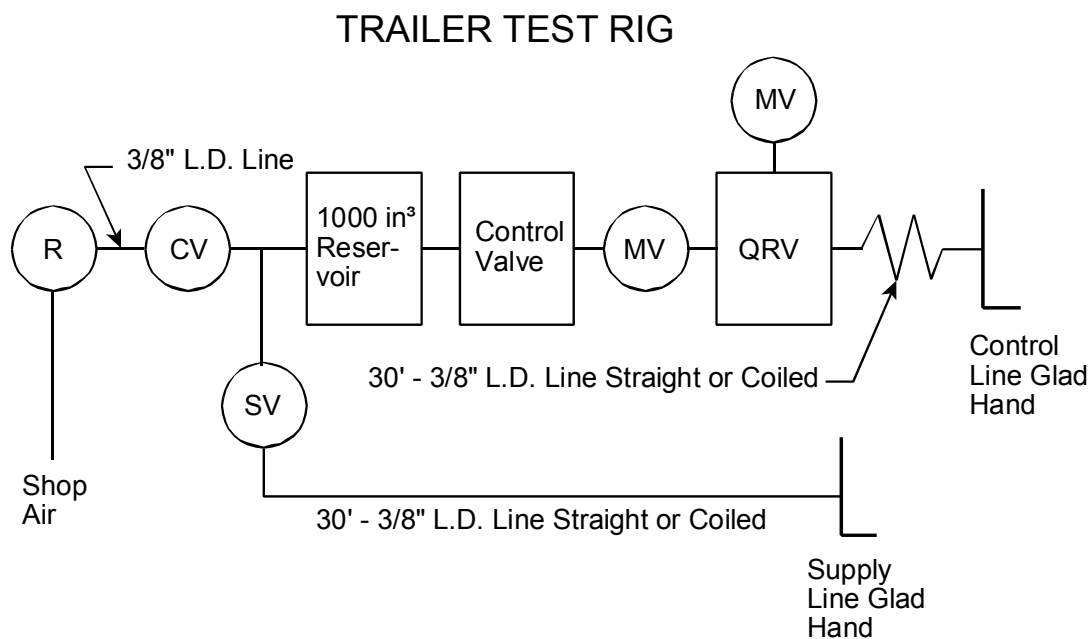 TRAILER TEST RIG
MV
3/8" L.D. Line
R
CV
1000 in³
Reser-
voir
Control
Valve
MV
QRV
30' - 3/8" L.D. Line Straight or Coiled
Control
Line Glad
Hand
SV
Shop
Air
30' - 3/8" L.D. Line Straight or Coiled
Supply
Line Glad
Hand